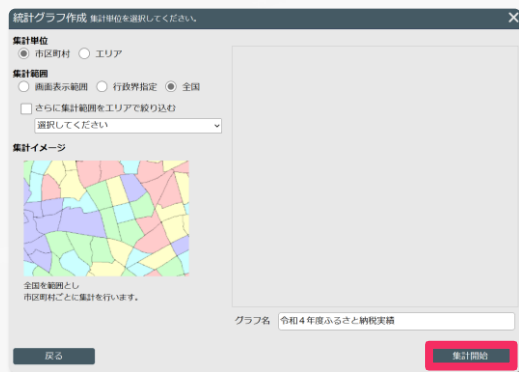 統計グラフ作成 集計単位を選択してください。
集計単位
市区町村 エリア
集計範囲
画面表示範囲 行政界指定 全国
さらに集計範囲をエリアで絞り込む
選択してください
集計イメージ
全国を範囲とし
市区町村ごとに集計を行います。
グラフ名 令和4年度ふるさと納税実績
戻る 集計開始